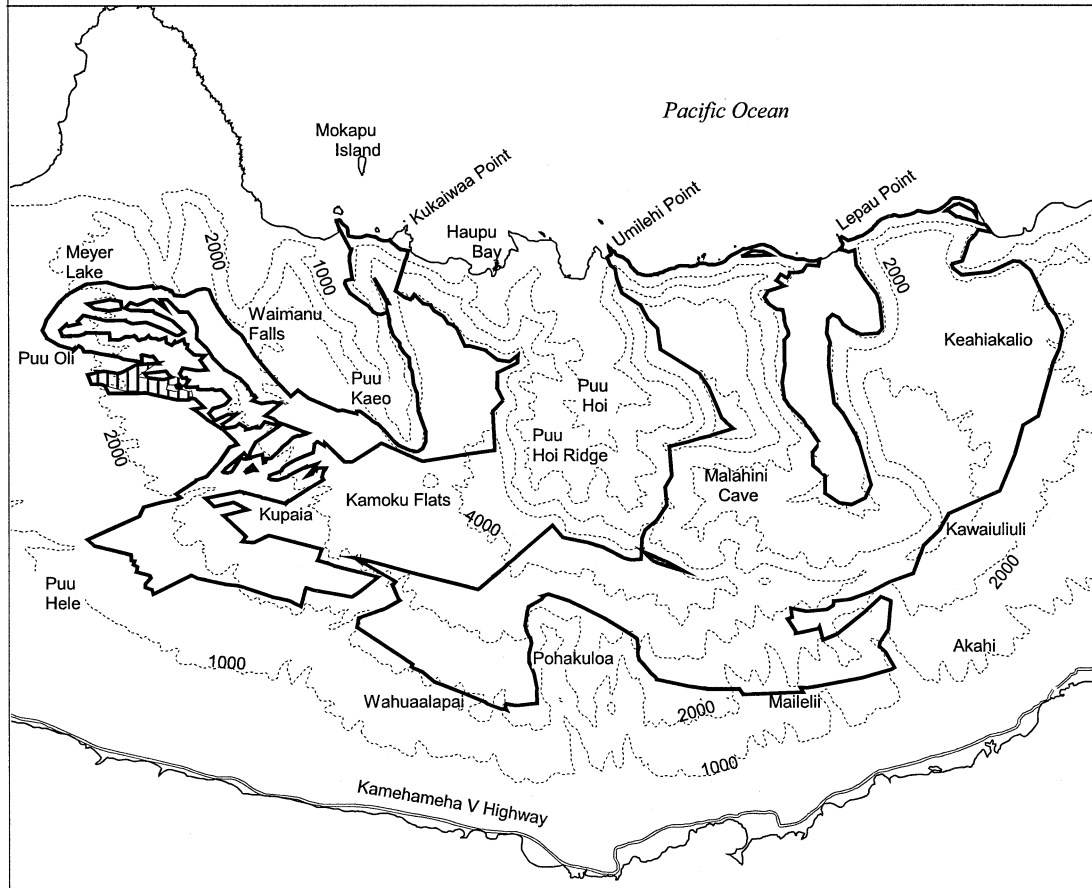 Pacific Ocean
Mokapu
Island
Kukaiwaa Point
Umilehi Point
Lepau Point
Haupu
Bay
2000
Meyer
Lake
1000
2000
Waimanu
Falls
Puu Oli
Keahiakalio
Puu
Kaeo
Puu
Hoi
2000
Puu
Hoi Ridge
Malahini
Cave
Kamoku Flats
Kupaia
4000
Kawaiuliuli
2000
Puu
Hele
1000
Pohakuloa
Akahi
Wahuaalapai
2000
Mailelii
1000
Kamehameha V Highway